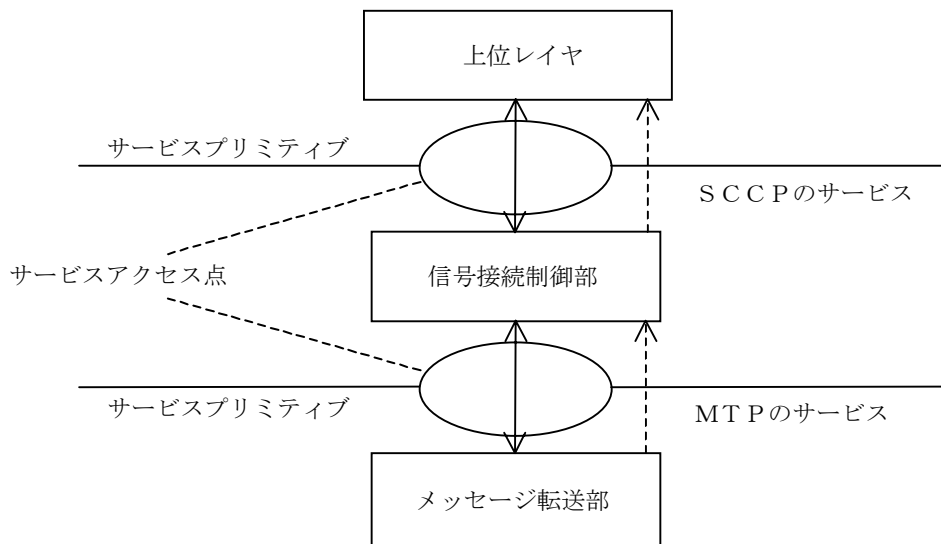 上位レイヤ
サービスプリミティブ
ＳＣＣＰのサービス
サービスアクセス点
信号接続制御部
サービスプリミティブ
ＭＴＰのサービス
メッセージ転送部